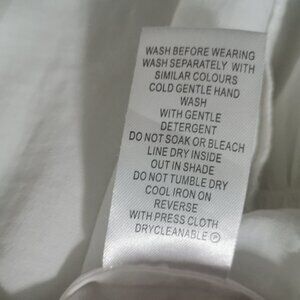 WASH BEFORE WEARING
WASH SEPARATELY WITH
SIMILAR COLOURS
COLD GENTLE HAND
WASH
WITH GENTLE
DETERGENT
DO NOT SOAK OR BLEACH
LINE DRY INSIDE
OUT IN SHADE
DO NOT TUMBLE DRY
COOL IRON ON
REVERSE
WITH PRESS CLOTH
DRYCLEANABLE Ⓟ